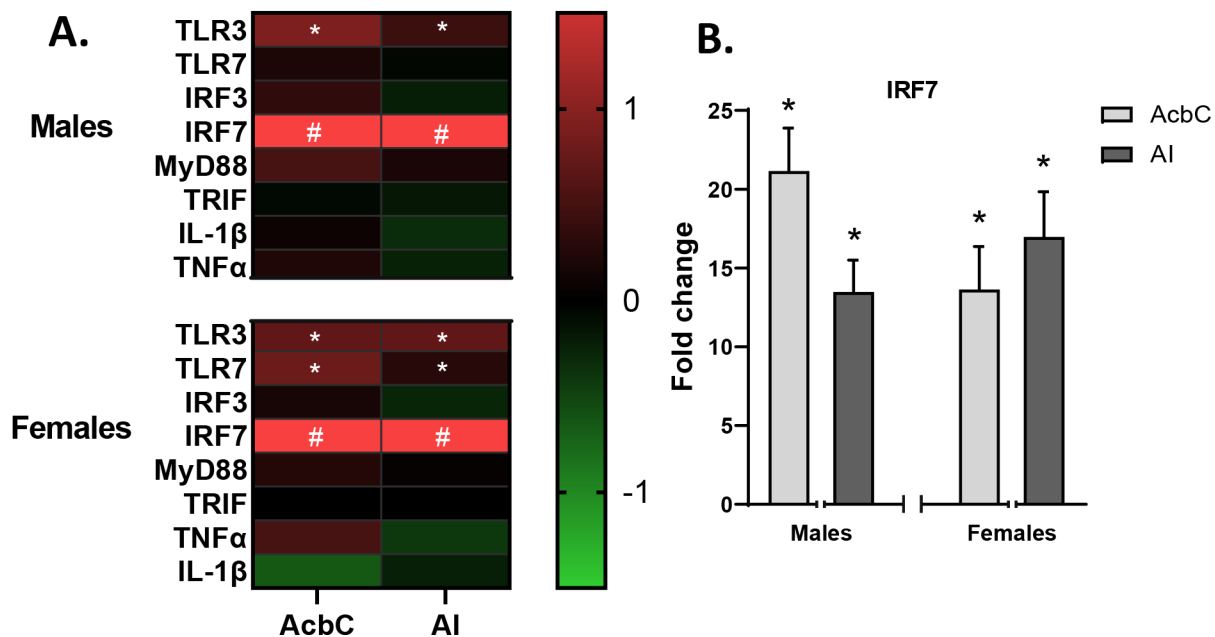 A.
Males
TLR3 * *
TLR7
IRF3
IRF7 # #
MyD88
TRIF
IL-1β
TNFα
Females
TLR3 * *
TLR7 * *
IRF3
IRF7 # #
MyD88
TRIF
TNFα
IL-1β
AcbC AI
1
0
-1
B.
IRF7
Fold change
25
20
15
10
5
0
* * * *
Males Females
AcbC
AI